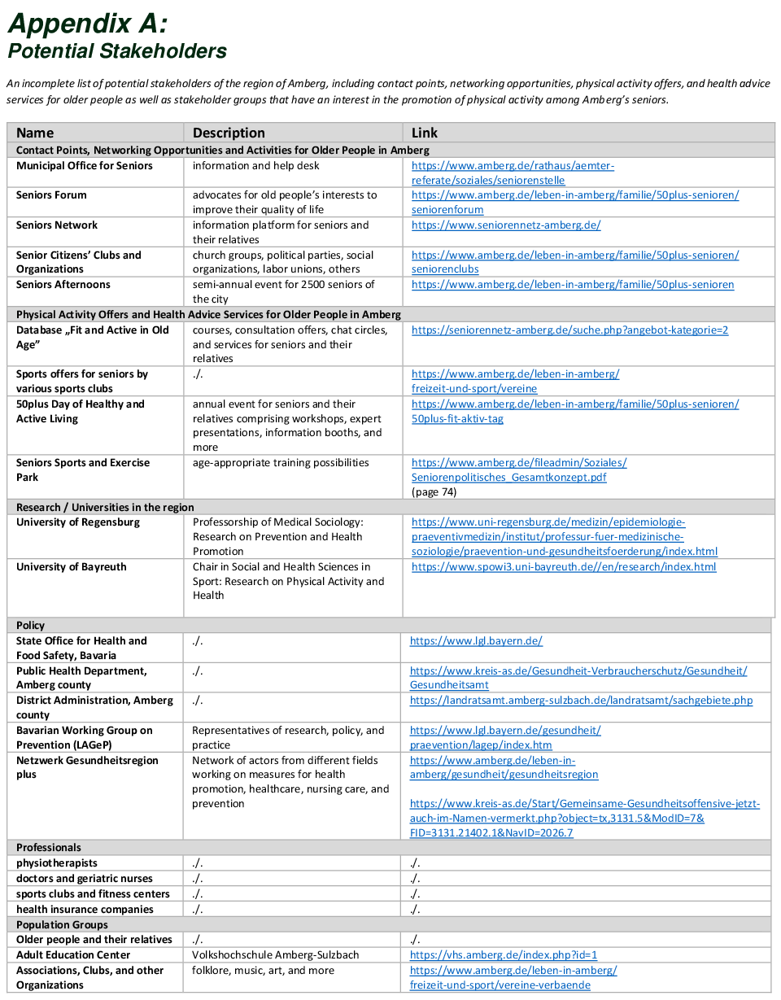 Appendix A:
Potential Stakeholders
An incomplete list of potential stakeholders of the region of Amberg, including contact points, networking opportunities, physical activity offers, and health advice
services for older people as well as stakeholder groups that have an interest in the promotion of physical activity among Amberg's seniors.
Name Description Link
Contact Points, Networking Opportunities and Activities for Older People in Amberg
Municipal Office for Seniors information and help desk https://www.amberg.de/rathaus/aemter-
referate/soziales/seniorenstelle
Seniors Forum advocates for old people's interests to https://www.amberg.de/leben-in-amberg/familie/50plus-senioren/
improve their quality of life seniorenforum
Seniors Network information platform for seniors and https://www.seniorennetz-amberg.de/
their relatives
Senior Citizens' Clubs and church groups, political parties, social https://www.amberg.de/leben-in-amberg/familie/50plus-senioren/
Organizations organizations, labor unions, others seniorenclubs
Seniors Afternoons semi-annual event for 2500 seniors of https://www.amberg.de/leben-in-amberg/familie/50plus-senioren
the city
Physical Activity Offers and Health Advice Services for Older People in Amberg
Database „Fit and Active in Old courses, consultation offers, chat circles, https://seniorennetz-amberg.de/suche.php?angebot-kategorie=2
Age" and services for seniors and their
relatives
Sports offers for seniors by ./. https://www.amberg.de/leben-in-amberg/
various sports clubs freizeit-und-sport/vereine
50plus Day of Healthy and annual event for seniors and their https://www.amberg.de/leben-in-amberg/familie/50plus-senioren/
Active Living relatives comprising workshops, expert 50plus-fit-aktiv-tag
presentations, information booths, and
more
Seniors Sports and Exercise age-appropriate training possibilities https://www.amberg.de/fileadmin/Soziales/
Park Seniorenpolitisches_Gesamtkonzept.pdf
(page 74)
Research / Universities in the region
University of Regensburg Professorship of Medical Sociology: https://www.uni-regensburg.de/medizin/epidemiologie-
Research on Prevention and Health praeventivmedizin/institut/professur-fuer-medizinische-
Promotion soziologie/praevention-und-gesundheitsfoerderung/index.html
University of Bayreuth Chair in Social and Health Sciences in https://www.spowi3.uni-bayreuth.de//en/research/index.html
Sport: Research on Physical Activity and
Health
Policy
State Office for Health and ./. https://www.lgl.bayern.de/
Food Safety, Bavaria
Public Health Department, ./. https://www.kreis-as.de/Gesundheit-Verbraucherschutz/Gesundheit/
Amberg county Gesundheitsamt
District Administration, Amberg ./. https://landratsamt.amberg-sulzbach.de/landratsamt/sachgebiete.php
county
Bavarian Working Group on Representatives of research, policy, and https://www.lgl.bayern.de/gesundheit/
Prevention (LAGeP) practice praevention/lagep/index.htm
Netzwerk Gesundheitsregion Network of actors from different fields https://www.amberg.de/leben-in-
plus working on measures for health amberg/gesundheit/gesundheitsregion
promotion, healthcare, nursing care, and
prevention https://www.kreis-as.de/Start/Gemeinsame-Gesundheitsoffensive-jetzt-
auch-im-Namen-vermerkt.php?object=tx,3131.5&ModID=7&
FID=3131.21402.1&NavID=2026.7
Professionals
physiotherapists ./. ./.
doctors and geriatric nurses ./. ./.
sports clubs and fitness centers ./. ./.
health insurance companies ./. ./.
Population Groups
Older people and their relatives ./. ./.
Adult Education Center Volkshochschule Amberg-Sulzbach https://vhs.amberg.de/index.php?id=1
Associations, Clubs, and other folklore, music, art, and more https://www.amberg.de/leben-in-amberg/
Organizations freizeit-und-sport/vereine-verbaende